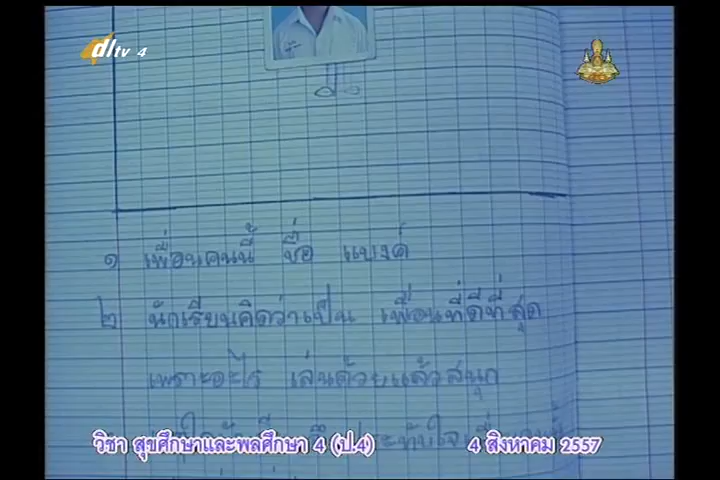 dltv 4
๑ เพื่อนคนนี้ ชื่อ แบงค์
๒ นักเรียนคิดว่าเป็น เพื่อนที่ดีที่สุด
เพราะอะไร เล่นด้วยแล้วสนุก
วิชา สุขศึกษาและพลศึกษา 4 (ป.4) 4 สิงหาคม 2557